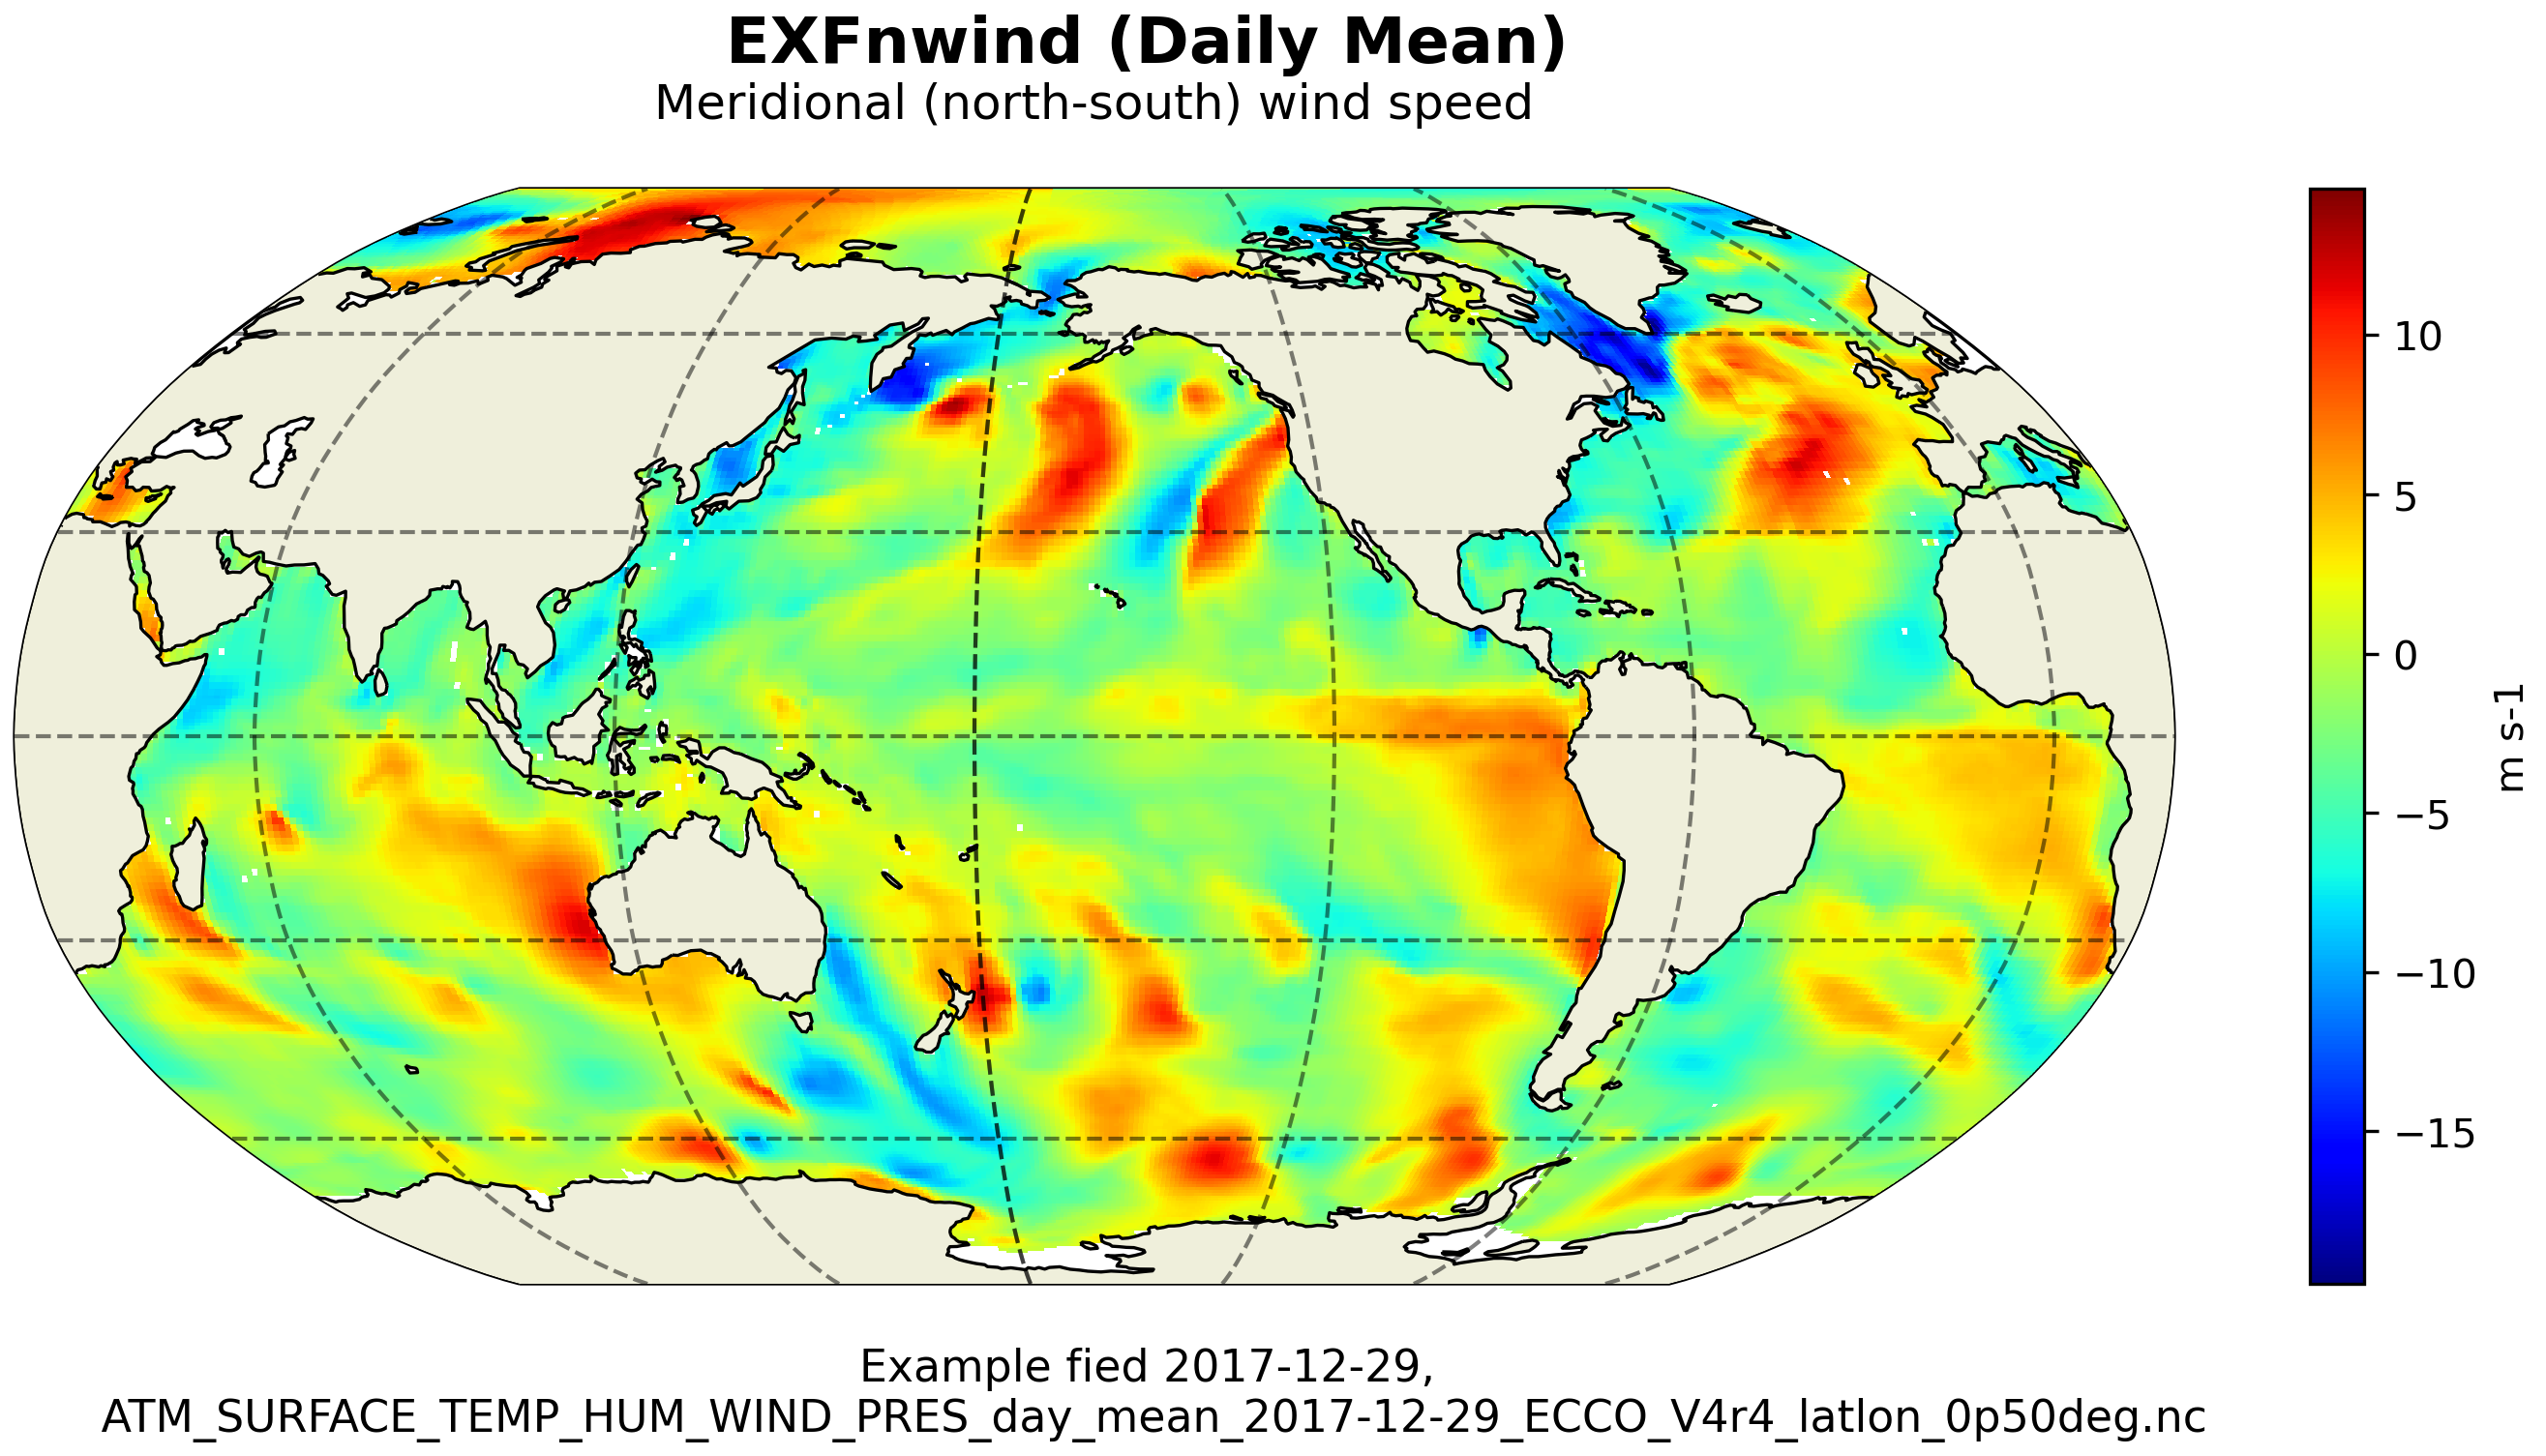 EXFnwind (Daily Mean)
Meridional (north-south) wind speed
10
5
0
−5
−10
−15
m s-1
Example fied 2017-12-29,
ATM_SURFACE_TEMP_HUM_WIND_PRES_day_mean_2017-12-29_ECCO_V4r4_latlon_0p50deg.nc